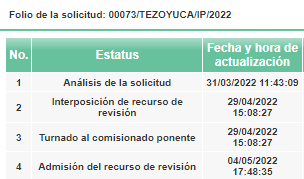 Folio de la solicitud: 00073/TEZOYUCA/IP/2022
No. Estatus Fecha y hora de
actualización
1 Análisis de la solicitud 31/03/2022 11:43:09
2 Interposición de recurso de
revisión 29/04/2022
15:08:27
3 Turnado al comisionado ponente 29/04/2022
15:08:27
4 Admisión del recurso de revisión 04/05/2022
17:48:35